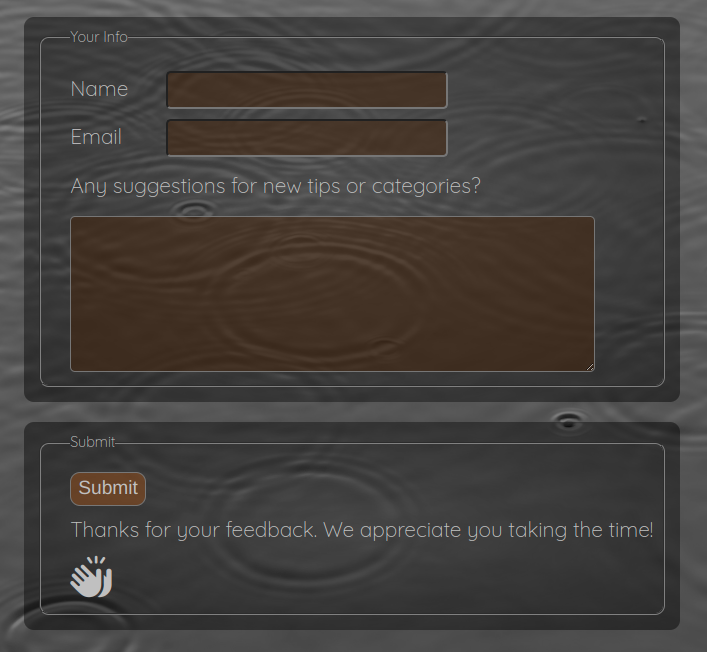 Your Info
Name
Email
Any suggestions for new tips or categories?
Submit
Submit
Thanks for your feedback. We appreciate you taking the time!